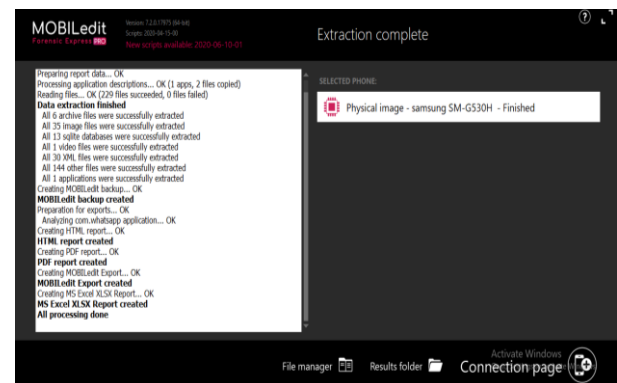 MOBILedit
Forensic Express PRO
Version: 7.2.0.17975 (64-bit)
Scripts: 2020-04-15-00
New scripts available: 2020-06-10-01
Extraction complete
?
Preparing report data... OK
Processing application descriptions... OK (1 apps, 2 files copied)
Reading files... OK (229 files succeeded, 0 files failed)
Data extraction finished
All 6 archive files were successfully extracted
All 35 image files were successfully extracted
All 13 sqlite databases were successfully extracted
All 1 video files were successfully extracted
All 30 XML files were successfully extracted
All 144 other files were successfully extracted
All 1 applications were successfully extracted
Creating MOBILedit backup... OK
MOBILedit backup created
Preparation for exports... OK
Analyzing com.whatsapp application... OK
Creating HTML report... OK
HTML report created
Creating PDF report... OK
PDF report created
Creating MOBILedit Export... OK
MOBILedit Export created
Creating MS Excel XLSX Report... OK
MS Excel XLSX Report created
All processing done
SELECTED PHONE:
Physical image - samsung SM-G530H - Finished
File manager
Results folder
Activate Windows
Connection page